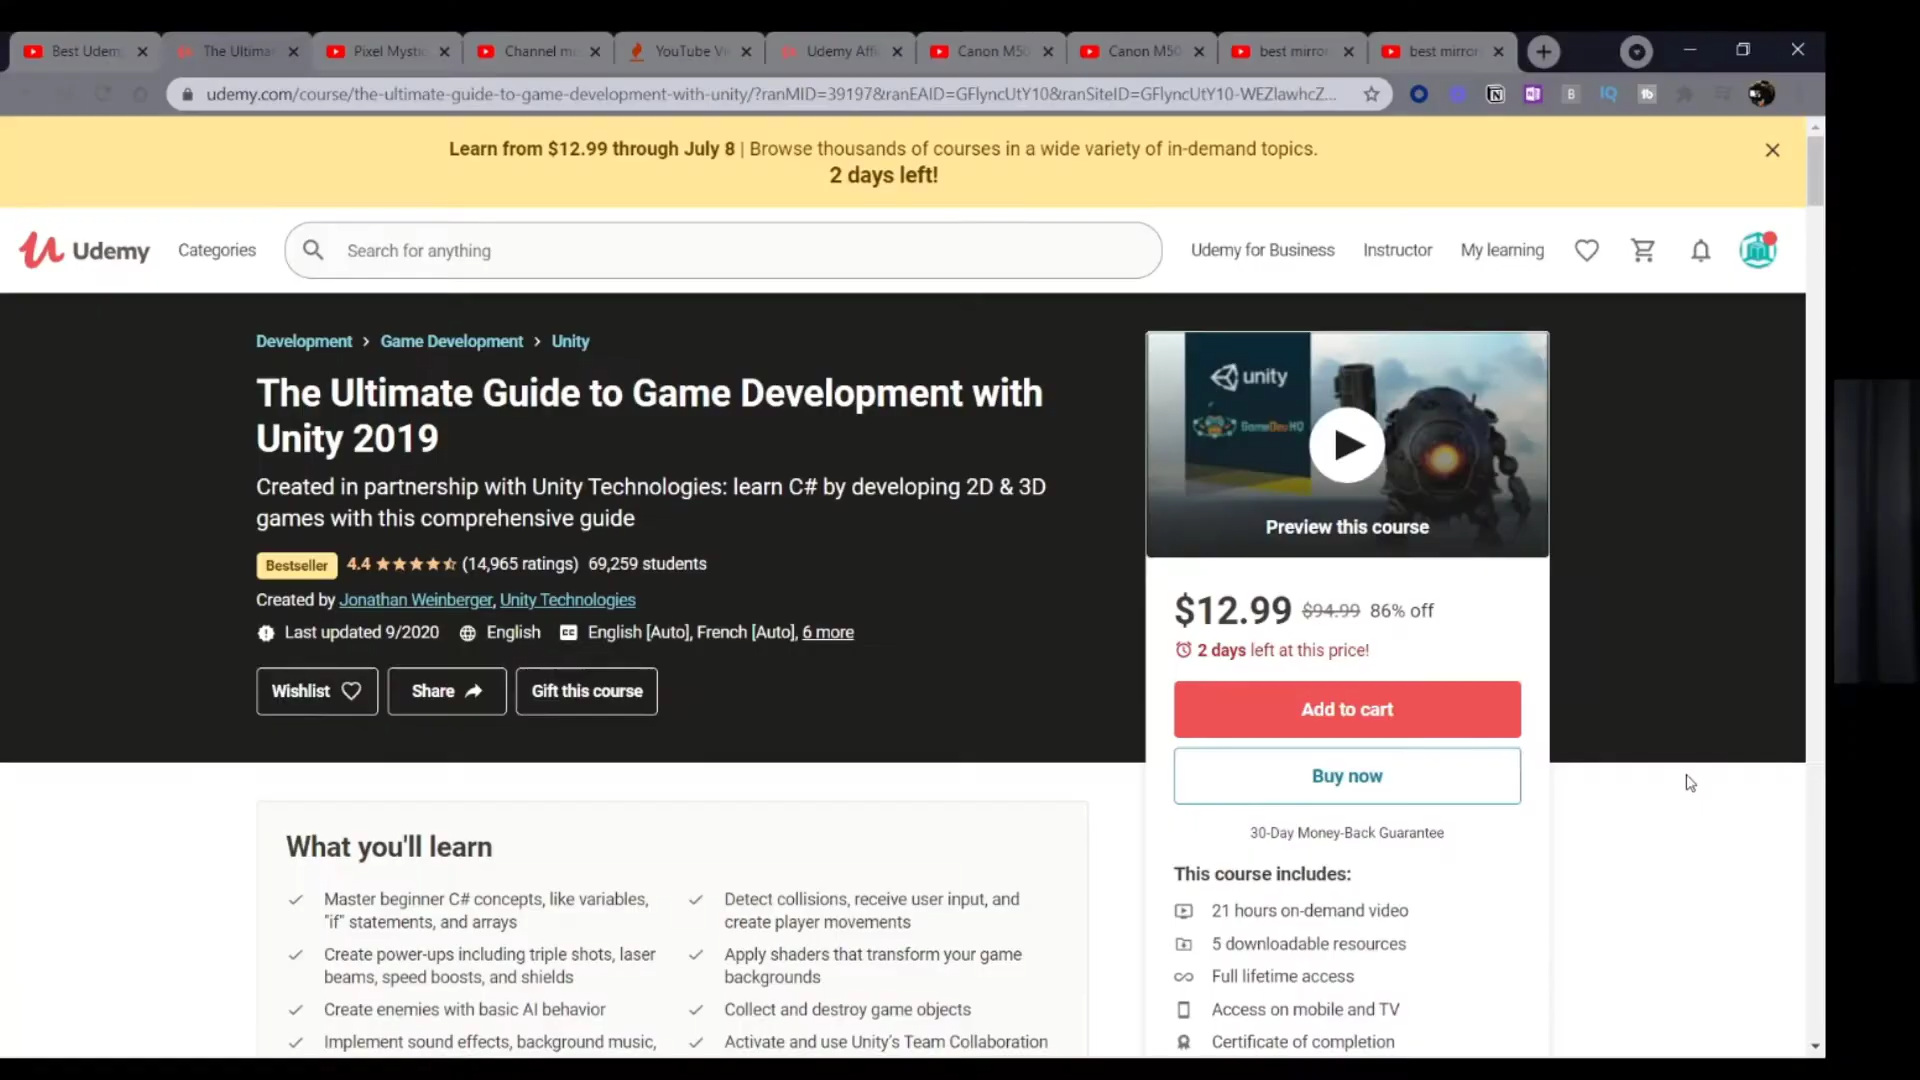 Best Udem
The Ultima
Pixel Mysti
Channel m
YouTube Vi
Udemy Affi
Canon M50
Canon M50
best mirror
best mirror
udemy.com/course/the-ultimate-guide-to-game-development-with-unity/?ranMID=39197&ranEAID=GFlyncUtY10&ranSiteID=GFlyncUtY10-WEZlawhcZ...
Learn from $12.99 through July 8 | Browse thousands of courses in a wide variety of in-demand topics.
2 days left!
Udemy
Categories
Search for anything
Udemy for Business
Instructor
My learning
Development > Game Development > Unity
The Ultimate Guide to Game Development with
Unity 2019
Created in partnership with Unity Technologies: learn C# by developing 2D & 3D
games with this comprehensive guide
Bestseller 4.4 (14,965 ratings) 69,259 students
Created by Jonathan Weinberger, Unity Technologies
Last updated 9/2020 English English [Auto], French [Auto], 6 more
Wishlist
Share
Gift this course
unity
GameDevHQ
Preview this course
$12.99 $94.99 86% off
2 days left at this price!
Add to cart
Buy now
30-Day Money-Back Guarantee
This course includes:
21 hours on-demand video
5 downloadable resources
Full lifetime access
Access on mobile and TV
Certificate of completion
What you'll learn
Master beginner C# concepts, like variables,
"if" statements, and arrays
Create power-ups including triple shots, laser
beams, speed boosts, and shields
Create enemies with basic AI behavior
Implement sound effects, background music,
Detect collisions, receive user input, and
create player movements
Apply shaders that transform your game
backgrounds
Collect and destroy game objects
Activate and use Unity's Team Collaboration